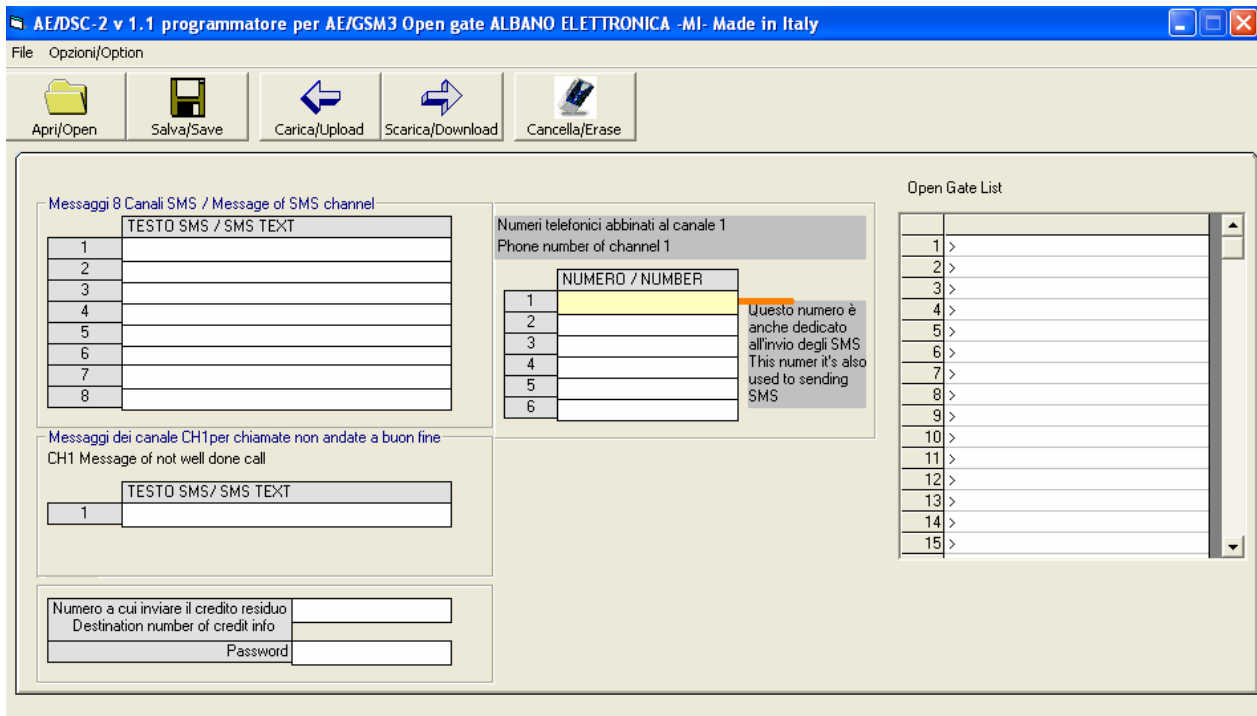 AE/DSC-2 v 1.1 programmatore per AE/GSM3 Open gate ALBANO ELETTRONICA -MI- Made in Italy
File Opzioni/Option
Apri/Open Salva/Save Carica/Upload Scarica/Download Cancella/Erase
Messaggi 8 Canali SMS / Message of SMS channel
TESTO SMS / SMS TEXT
1
2
3
4
5
6
7
8
Messaggi dei canale CH1per chiamate non andate a buon fine
CH1 Message of not well done call
TESTO SMS/ SMS TEXT
1
Numero a cui inviare il credito residuo
Destination number of credit info
Password
Numeri telefonici abbinati al canale 1
Phone number of channel 1
NUMERO / NUMBER
1
2
3
4
5
6
Questo numero è
anche dedicato
all'invio degli SMS
This numer it's also
used to sending
SMS
Open Gate List
1 >
2 >
3 >
4 >
5 >
6 >
7 >
8 >
9 >
10 >
11 >
12 >
13 >
14 >
15 >